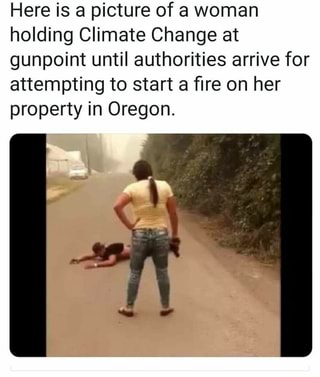 Here is a picture of a woman
holding Climate Change at
gunpoint until authorities arrive for
attempting to start a fire on her
property in Oregon.